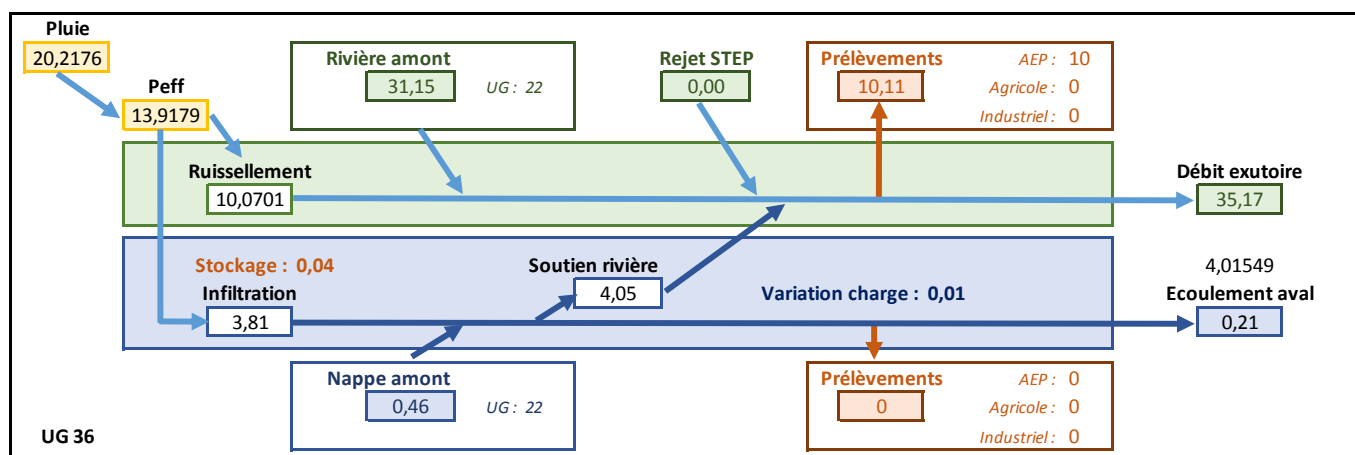 Pluie
20,2176
Peff
13,9179
Rivière amont
31,15
UG : 22
Rejet STEP
0,00
Prélèvements
10,11
AEP : 10
Agricole : 0
Industriel : 0
Ruissellement
10,0701
Débit exutoire
35,17
Stockage : 0,04
Infiltration
3,81
Soutien rivière
4,05
Variation charge : 0,01
4,01549
Ecoulement aval
0,21
Nappe amont
0,46
UG : 22
Prélèvements
0
AEP : 0
Agricole : 0
Industriel : 0
UG 36